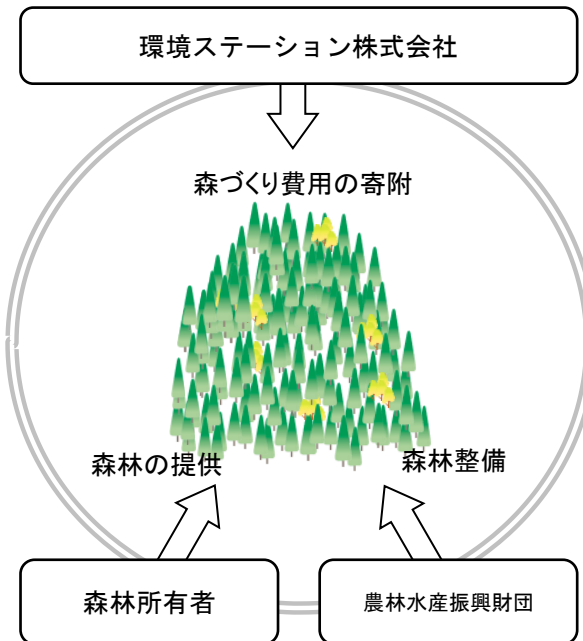 環境ステーション株式会社
森づくり費用の寄附
森林の提供
森林整備
森林所有者
農林水産振興財団